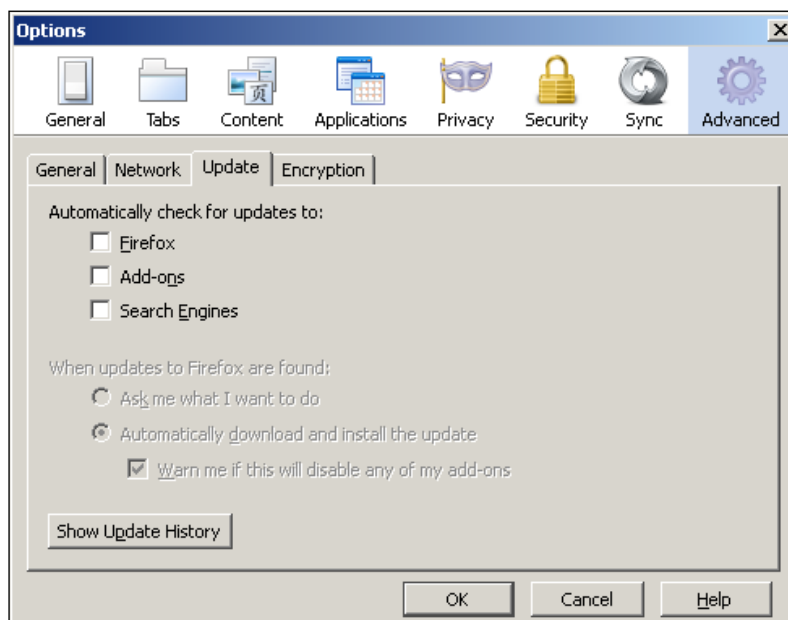 Options
General Tabs Content Applications Privacy Security Sync Advanced
页
General Network Update Encryption
Automatically check for updates to:
Firefox
Add-ons
Search Engines
When updates to Firefox are found:
Ask me what I want to do
Automatically download and install the update
Warn me if this will disable any of my add-ons
Show Update History
OK Cancel Help